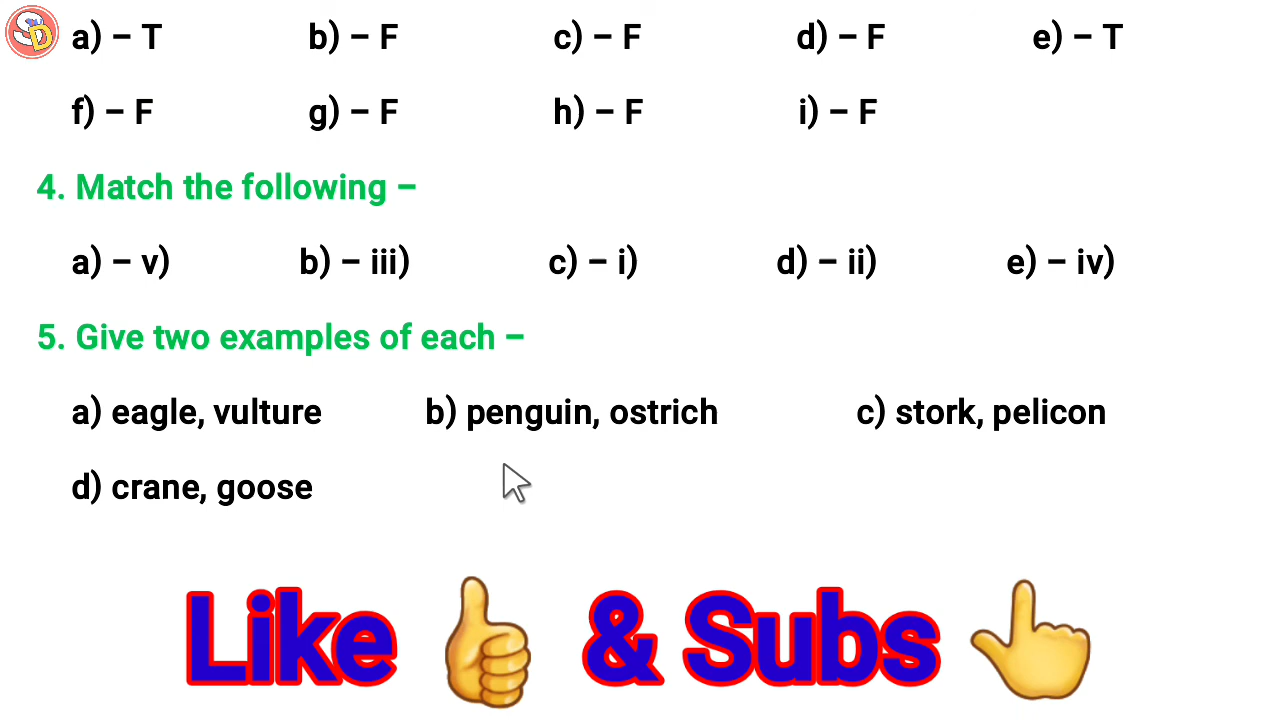 a) – T b) – F c) – F d) – F e) – T
f) – F g) – F h) – F i) – F
4. Match the following –
a) – v) b) – iii) c) – i) d) – ii) e) – iv)
5. Give two examples of each –
a) eagle, vulture b) penguin, ostrich c) stork, pelicon
d) crane, goose
Like & Subs